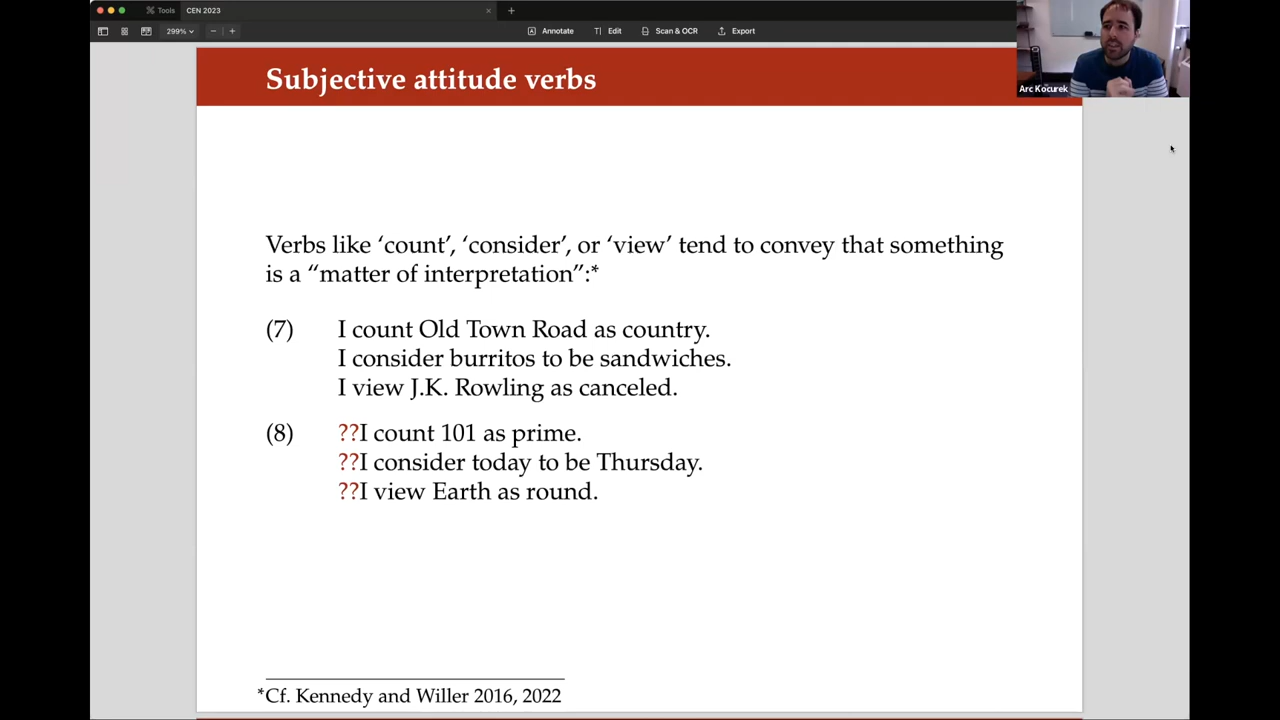 Tools
CEN 2023
299%
Annotate
Edit
Scan & OCR
Export
Subjective attitude verbs
Arc Kocurek
Verbs like ‘count’, ‘consider’, or ‘view’ tend to convey that something
is a “matter of interpretation”:*
(7) I count Old Town Road as country.
I consider burritos to be sandwiches.
I view J.K. Rowling as canceled.
(8) ??I count 101 as prime.
??I consider today to be Thursday.
??I view Earth as round.
*Cf. Kennedy and Willer 2016, 2022